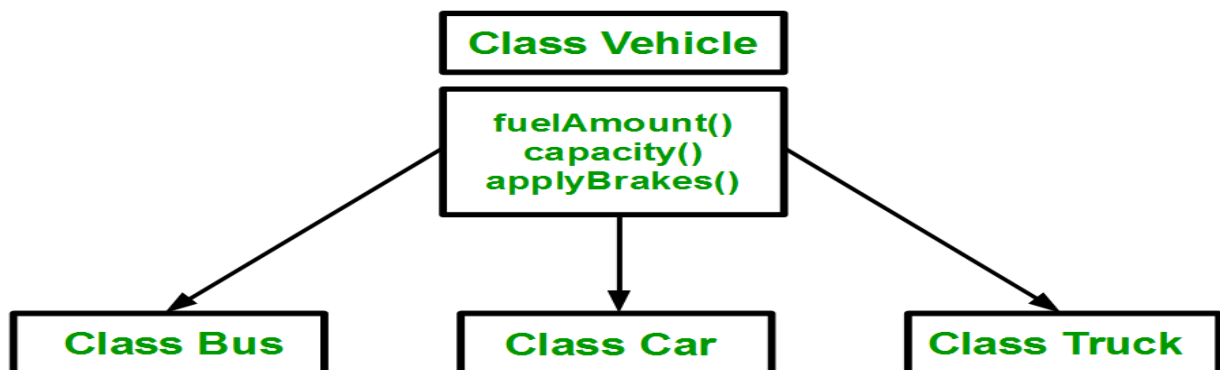 Class Vehicle
fuelAmount()
capacity()
applyBrakes()
Class Bus
Class Car
Class Truck